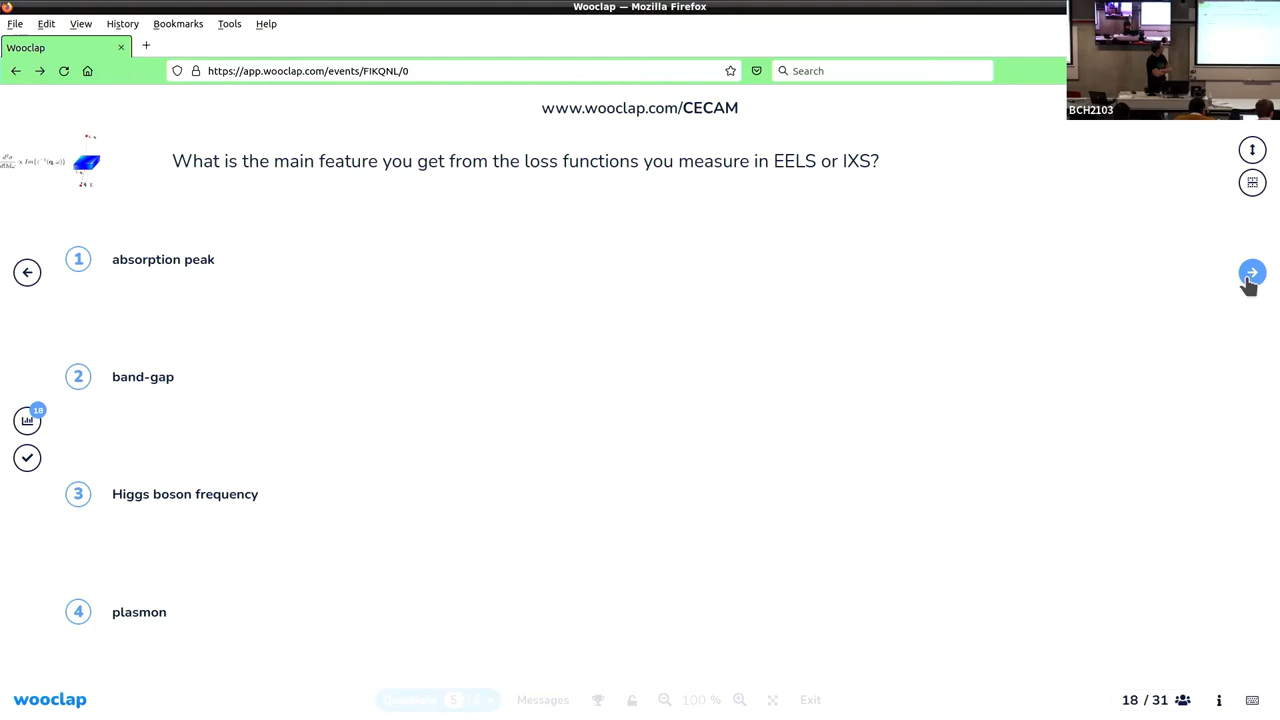 Wooclap — Mozilla Firefox
File Edit View History Bookmarks Tools Help
Wooclap
https://app.wooclap.com/events/FIKQNL/0
Search
BCH2103
www.wooclap.com/CECAM
What is the main feature you get from the loss functions you measure in EELS or IXS?
1 absorption peak
2 band-gap
18
3 Higgs boson frequency
4 plasmon
wooclap
Questions 5
Messages
100 %
Exit
18 / 31